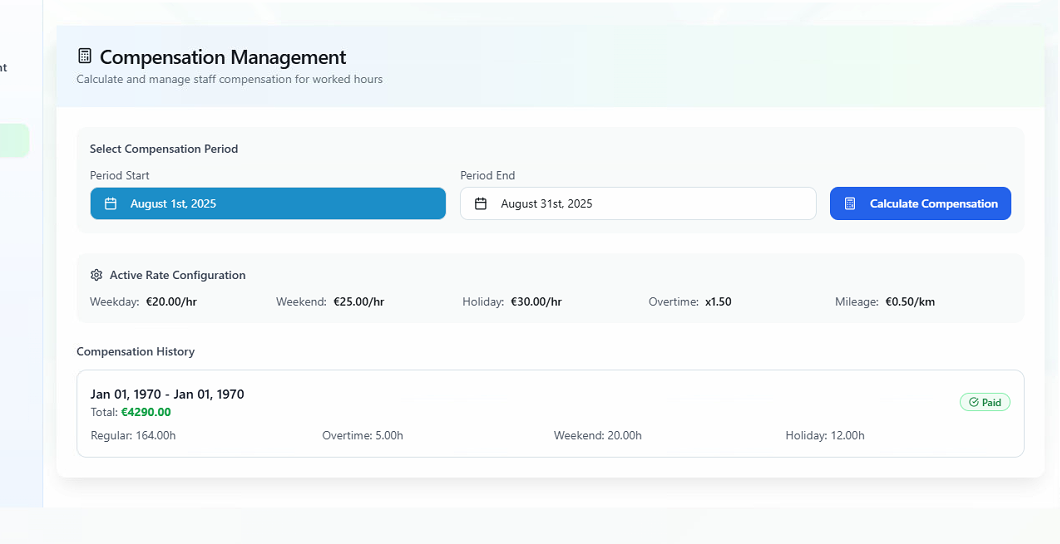 nt
Compensation Management
Calculate and manage staff compensation for worked hours
Select Compensation Period
Period Start
Period End
August 1st, 2025
August 31st, 2025
Calculate Compensation
Active Rate Configuration
Weekday: €20.00/hr
Weekend: €25.00/hr
Holiday: €30.00/hr
Overtime: x1.50
Mileage: €0.50/km
Compensation History
Jan 01, 1970 - Jan 01, 1970
Total: €4290.00
Paid
Regular: 164.00h
Overtime: 5.00h
Weekend: 20.00h
Holiday: 12.00h